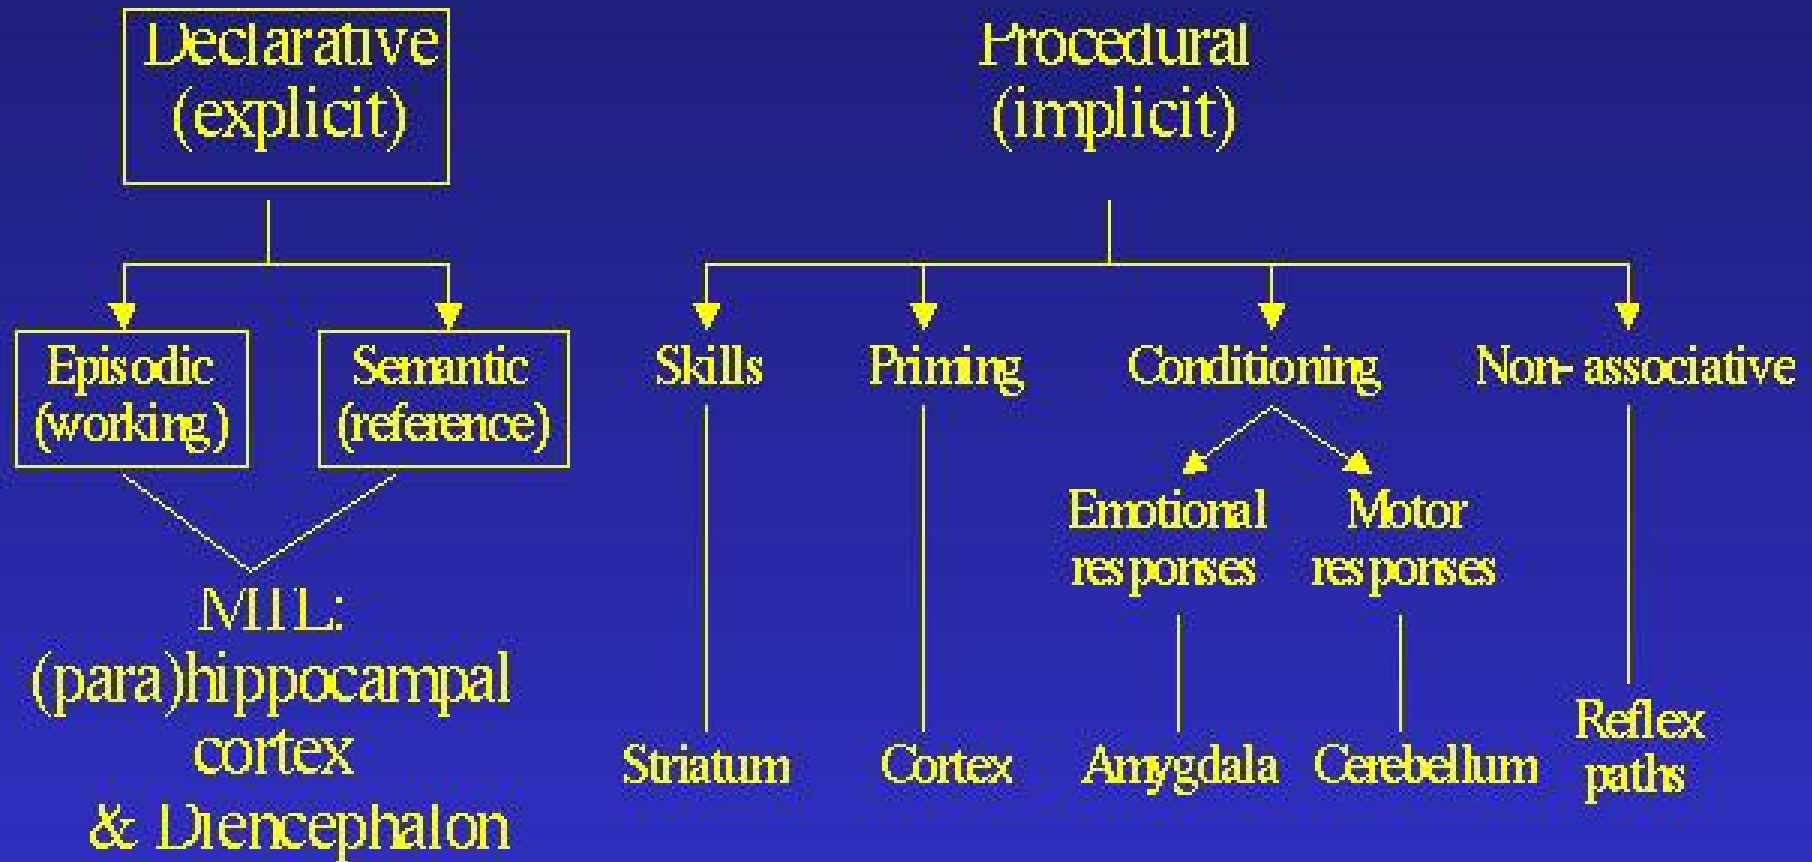 Declarative
(explicit)
Procedural
(implicit)
Episodic
(working)
Semantic
(reference)
Skills
Priming
Conditioning
Non-associative
Emotional
responses
Motor
responses
MTL:
(para)hippocampal
cortex
& Diencephalon
Striatum
Cortex
Amygdala
Cerebellum
Reflex
paths